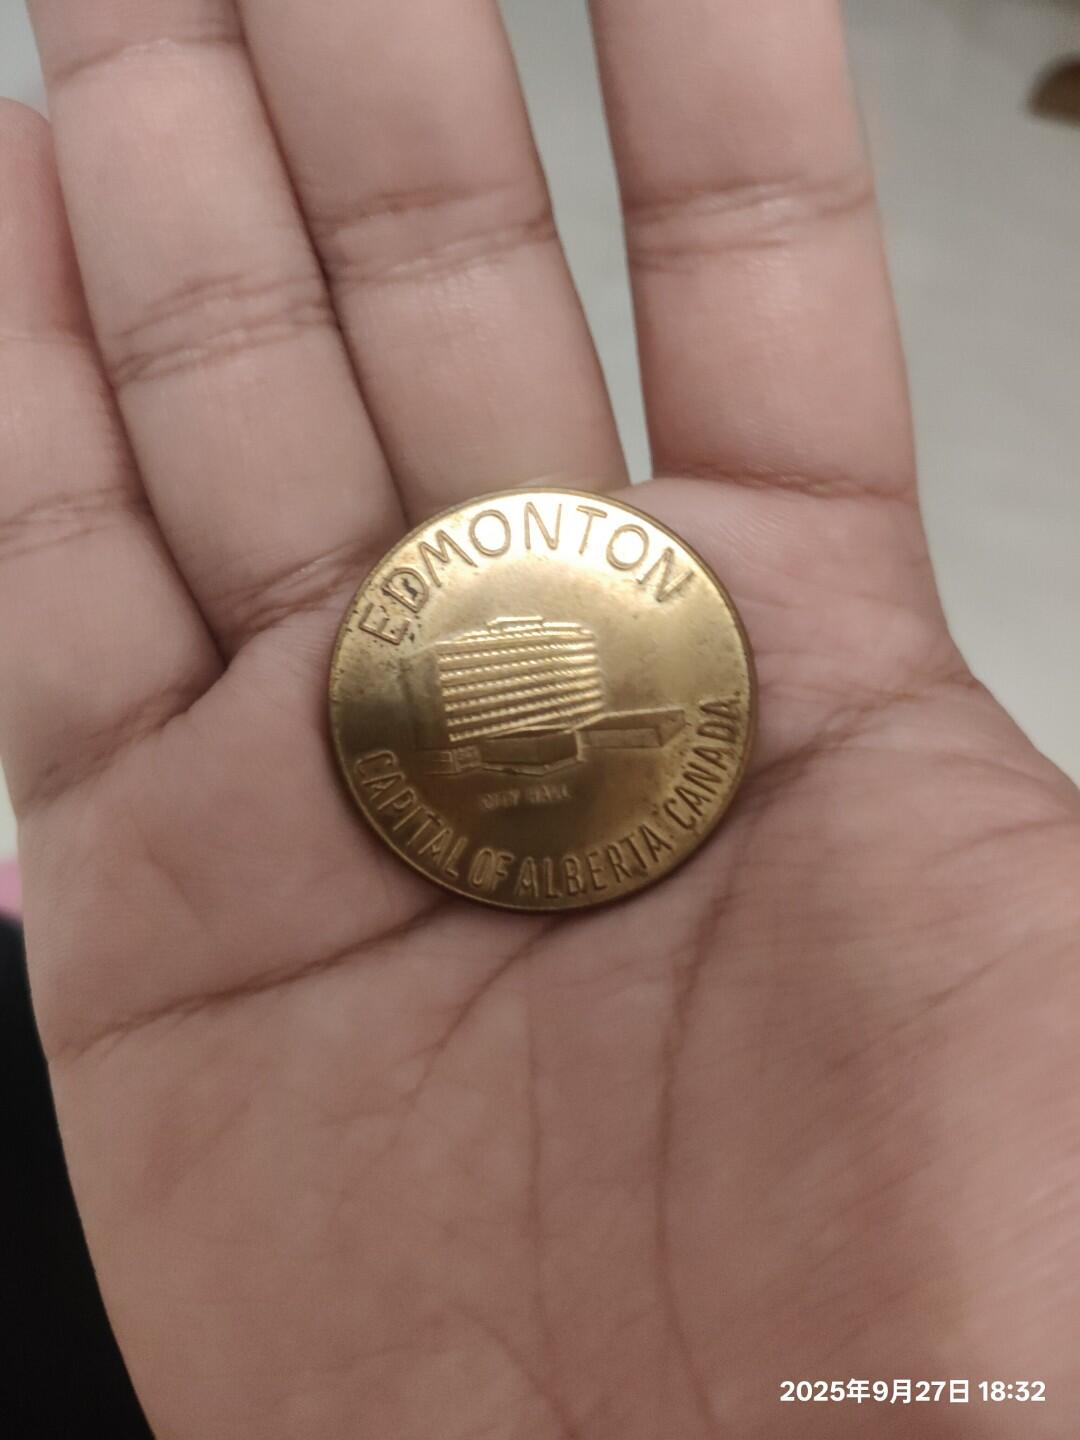 EDMONTON
CITY HALL
CAPITAL OF ALBERTA. CANADA.
2025年9月27日 18:32